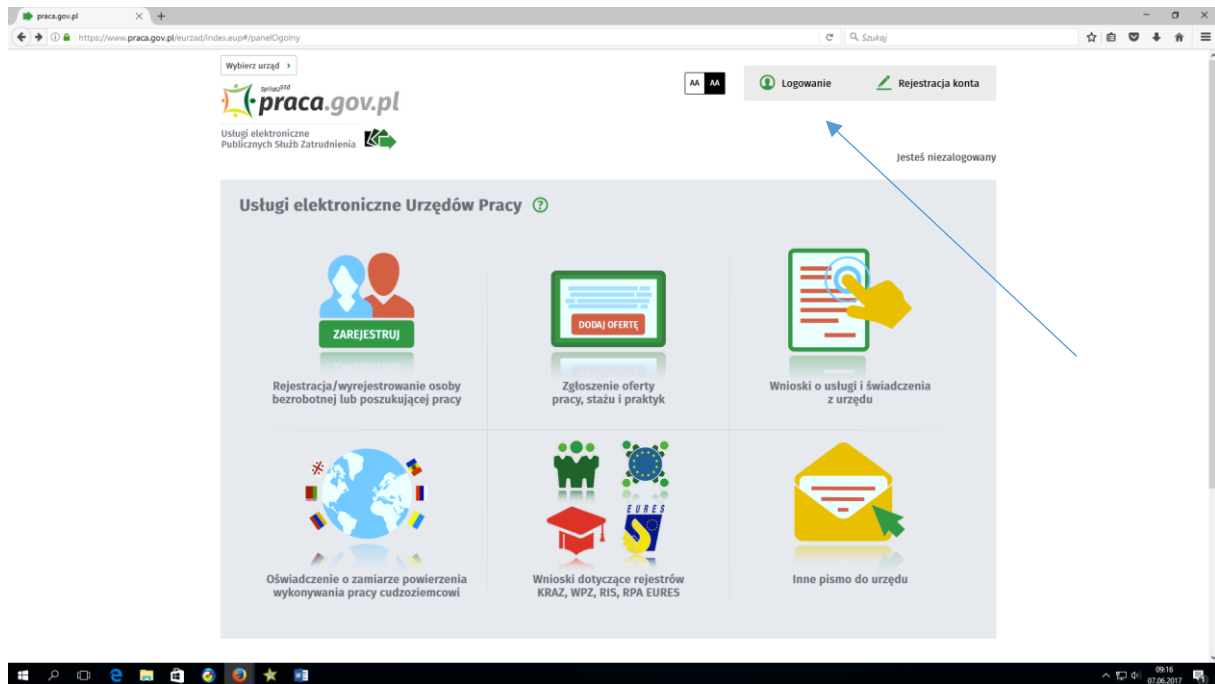 praca.gov.pl
https://www.praca.gov.pl/eurzad/index.eup#/panelOgolny
Szukaj
Wybierz urząd
Syriusz Std
praca.gov.pl
AA AA
Logowanie
Rejestracja konta
Usługi elektroniczne
Publicznych Służb Zatrudnienia
Jesteś niezalogowany
Usługi elektroniczne Urzędów Pracy ?
ZAREJESTRUJ
DODAJ OFERTĘ
Rejestracja/wyrejestrowanie osoby
bezrobotnej lub poszukującej pracy
Zgłoszenie oferty
pracy, stażu i praktyk
Wnioski o usługi i świadczenia
z urzędu
EURES
Oświadczenie o zamiarze powierzenia
wykonywania pracy cudzoziemcowi
Wnioski dotyczące rejestrów
KRAZ, WPZ, RIS, RPA EURES
Inne pismo do urzędu
09:16
07.06.2017